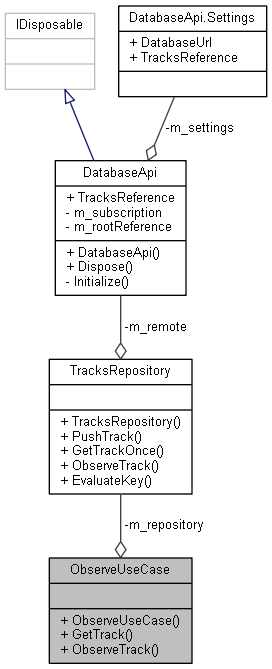 IDisposable
DatabaseApi.Settings
+ DatabaseUrl
+ TracksReference
-m_settings
DatabaseApi
+ TracksReference
- m_subscription
- m_rootReference
+ DatabaseApi()
+ Dispose()
- Initialize()
-m_remote
TracksRepository
+ TracksRepository()
+ PushTrack()
+ GetTrackOnce()
+ ObserveTrack()
+ EvaluateKey()
-m_repository
ObserveUseCase
+ ObserveUseCase()
+ GetTrack()
+ ObserveTrack()